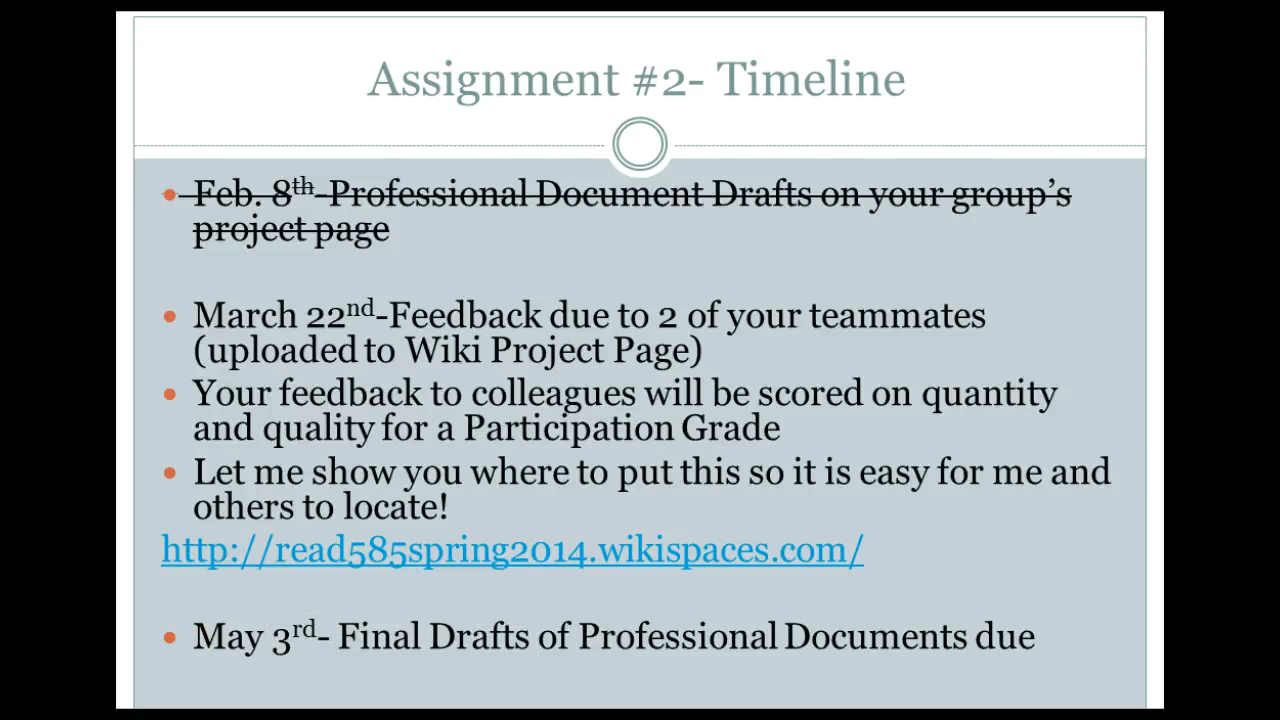 Assignment #2- Timeline
Feb. 8th-Professional Document Drafts on your group’s
project page
March 22nd-Feedback due to 2 of your teammates
(uploaded to Wiki Project Page)
Your feedback to colleagues will be scored on quantity
and quality for a Participation Grade
Let me show you where to put this so it is easy for me and
others to locate!
http://read585spring2014.wikispaces.com/
May 3rd- Final Drafts of Professional Documents due